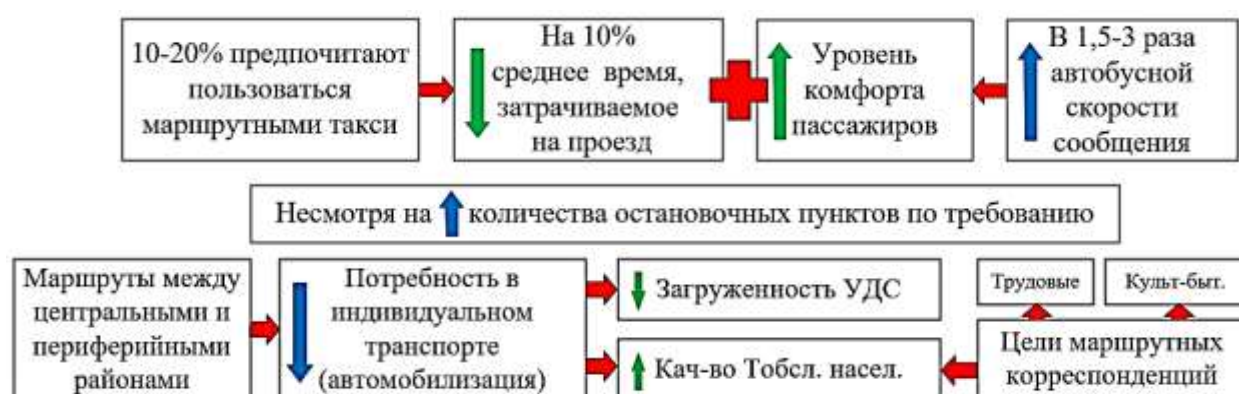 10-20% предпочитают
пользоваться
маршрутными такси
На 10%
среднее время,
затрачиваемое
на проезд
Уровень
комфорта
пассажиров
В 1,5-3 раза
автобусной
скорости
сообщения
Несмотря на количества остановочных пунктов по требованию
Маршруты между
центральными и
периферийными
районами
Потребность в
индивидуальном
транспорте
(автомобилизация)
Загруженность УДС
Кач-во Тобсл. насел.
Трудовые
Культ-быт.
Цели маршрутных
корреспонденций